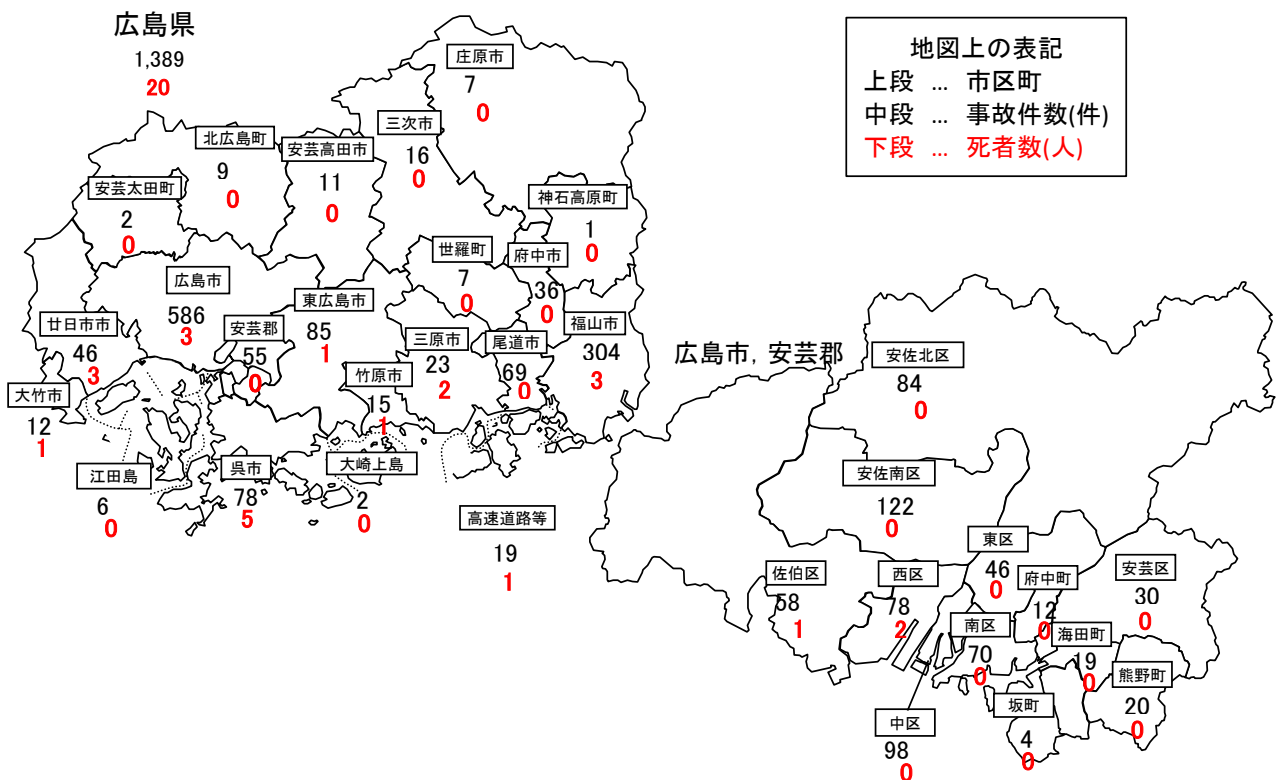 広島県
1,389
20
地図上の表記
上段 … 市区町
中段 … 事故件数(件)
下段 … 死者数(人)
庄原市
7
0
三次市
16
0
北広島町
9
0
安芸高田市
11
0
安芸太田町
2
0
神石高原町
1
0
世羅町
7
0
府中市
36
0
広島市
586
3
東広島市
85
1
安芸郡
55
0
廿日市市
46
3
三原市
23
2
尾道市
69
0
福山市
304
3
竹原市
15
1
大竹市
12
1
江田島
6
0
呉市
78
5
大崎上島
2
0
高速道路等
19
1
広島市, 安芸郡
安佐北区
84
0
安佐南区
122
0
東区
46
0
府中町
12
0
安芸区
30
0
佐伯区
58
1
西区
78
2
南区
70
0
海田町
19
0
熊野町
20
0
坂町
4
0
中区
98
0